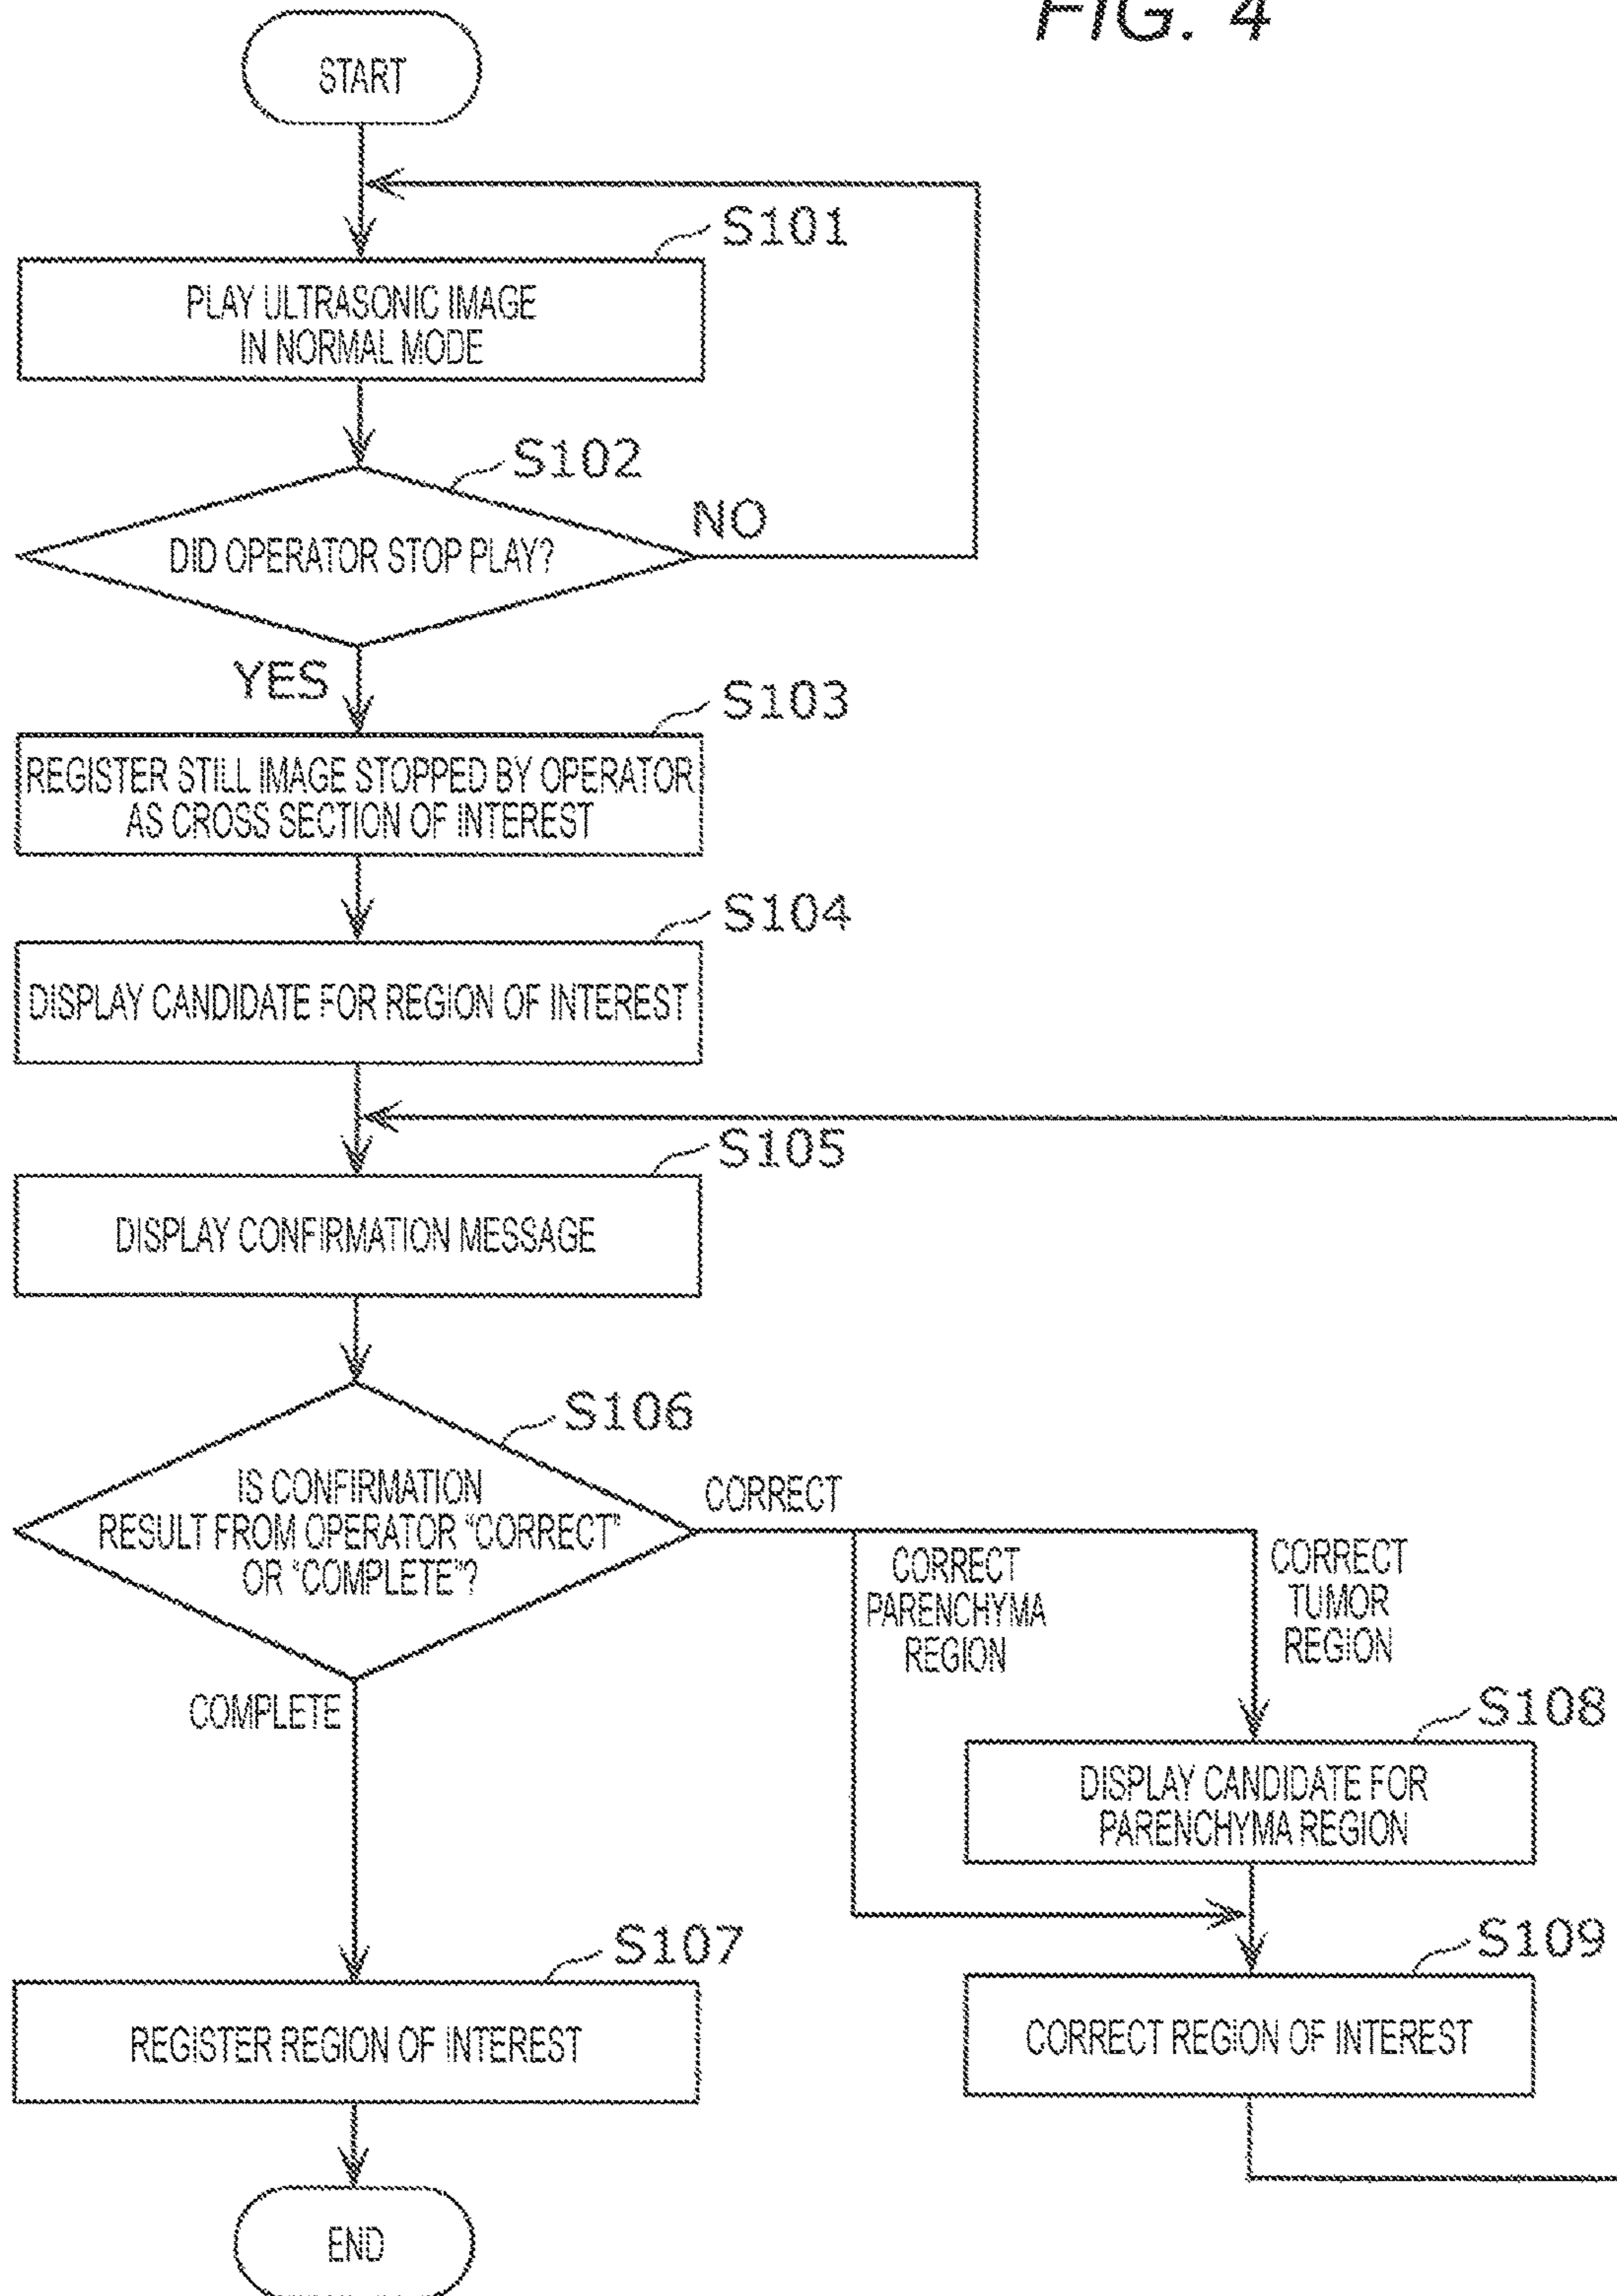 FIG. 4
START
S101
PLAY ULTRASONIC IMAGE
IN NORMAL MODE
S102
DID OPERATOR STOP PLAY?
NO
YES
S103
REGISTER STILL IMAGE STOPPED BY OPERATOR
AS CROSS SECTION OF INTEREST
S104
DISPLAY CANDIDATE FOR REGION OF INTEREST
S105
DISPLAY CONFIRMATION MESSAGE
S106
IS CONFIRMATION
RESULT FROM OPERATOR "CORRECT"
OR "COMPLETE"?
CORRECT
CORRECT
PARENCHYMA
REGION
CORRECT
TUMOR
REGION
COMPLETE
S108
DISPLAY CANDIDATE FOR
PARENCHYMA REGION
S107
REGISTER REGION OF INTEREST
S109
CORRECT REGION OF INTEREST
END